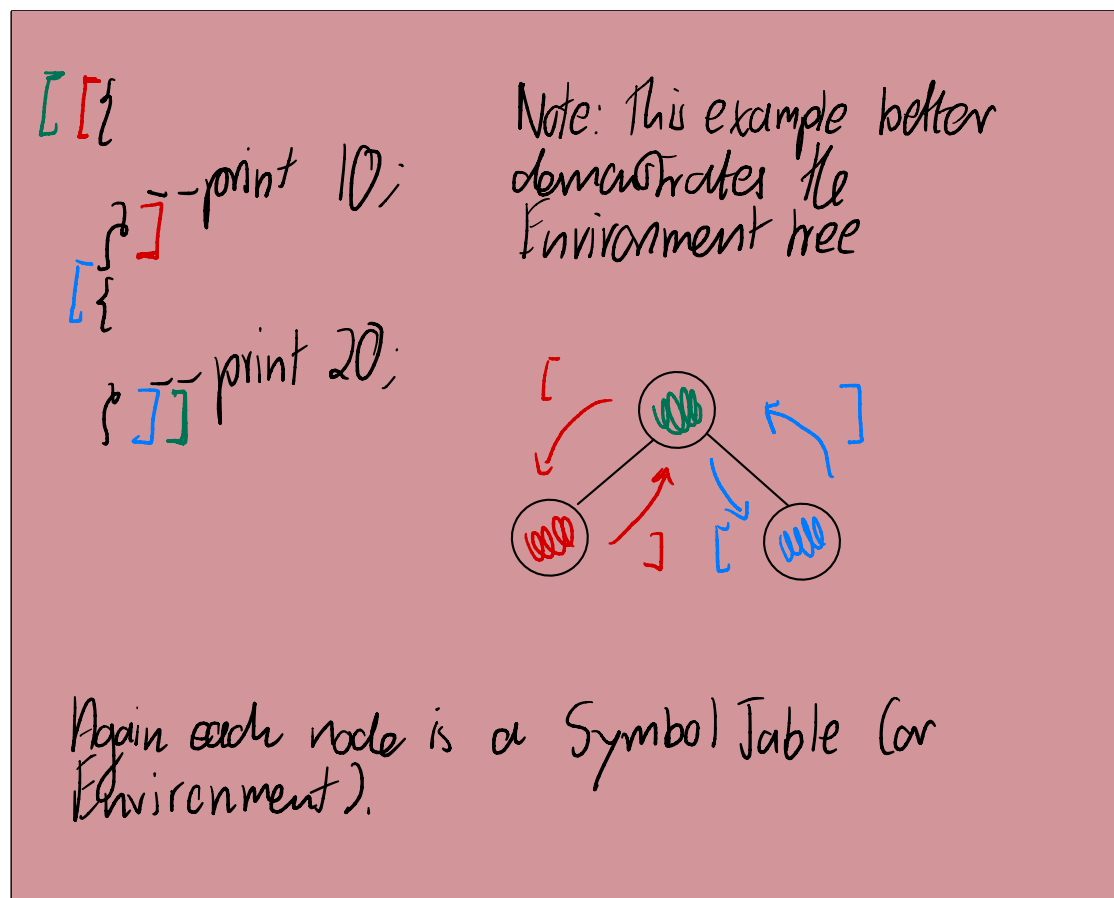 [ [ {
print 10;
} ]
[ {
print 20;
} ] ]
Note: This example better
demonstrates the
Environment tree
[
]
]
[
Again each node is a Symbol Table (or
Environment).